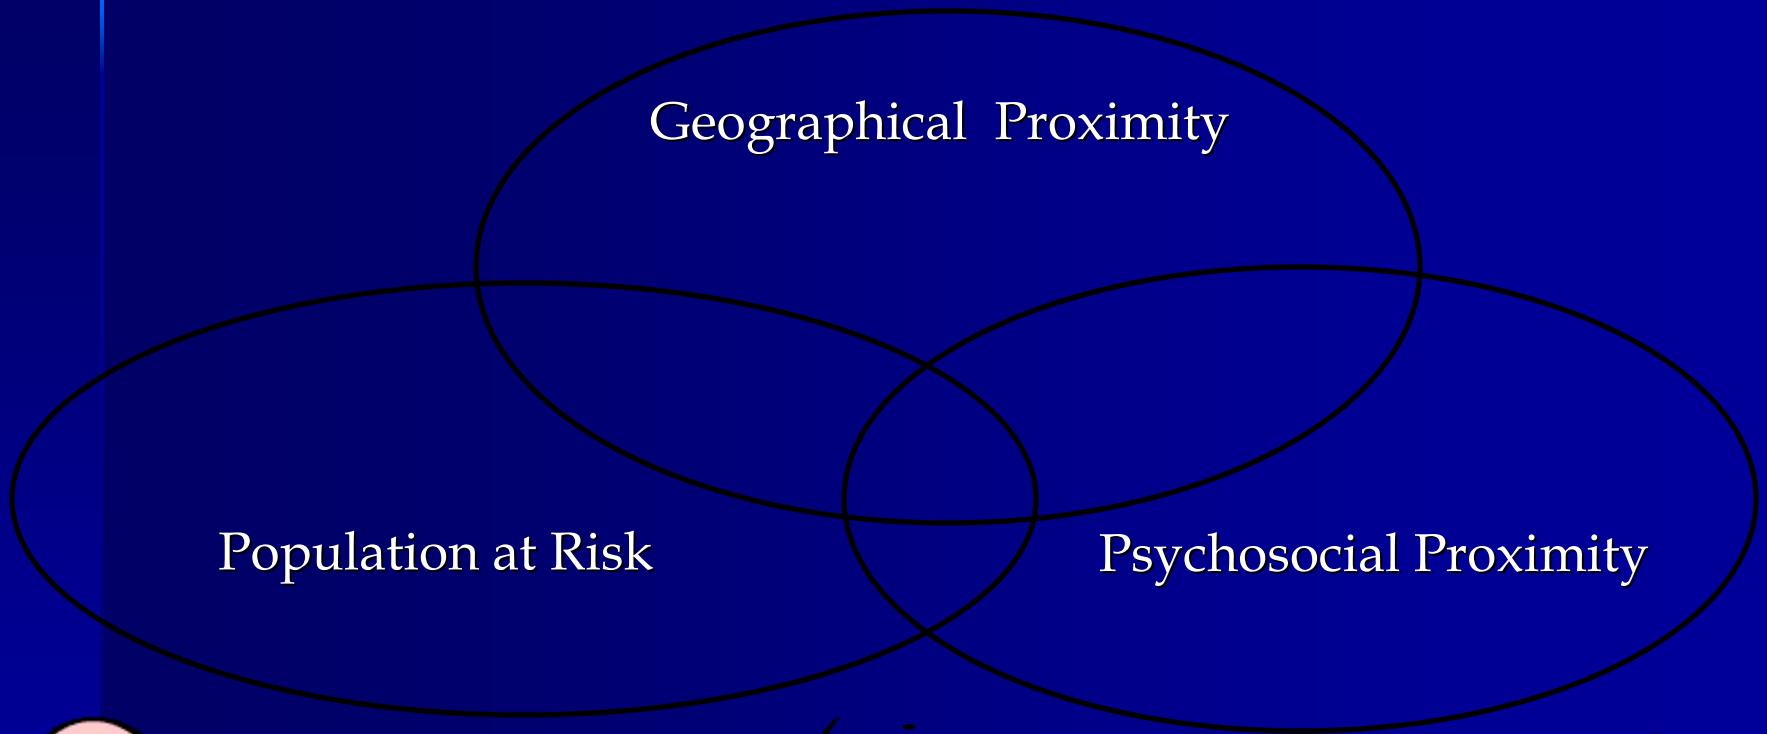 Geographical Proximity
Population at Risk
Psychosocial Proximity